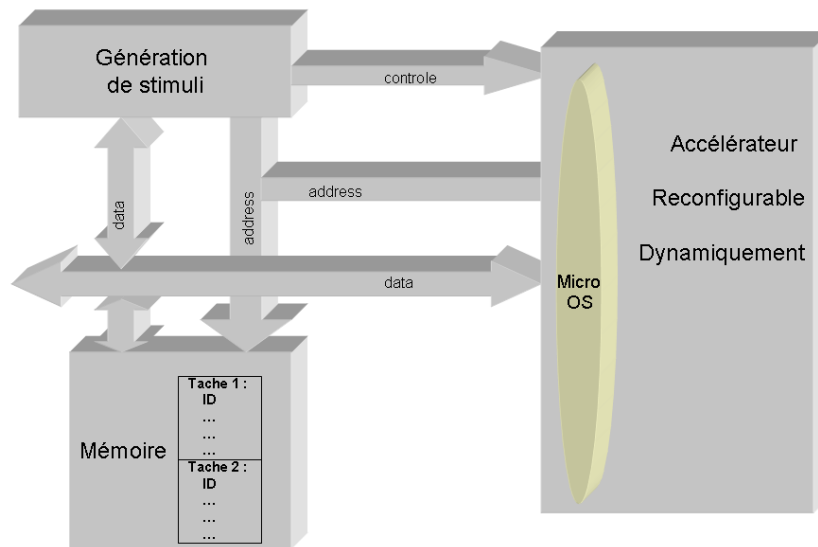 Génération
de stimuli
controle
Accélérateur
Reconfigurable
Dynamiquement
address
data
address
data
Micro
OS
Mémoire
Tache 1 :
ID
...
...
...
Tache 2 :
ID
...
...
...